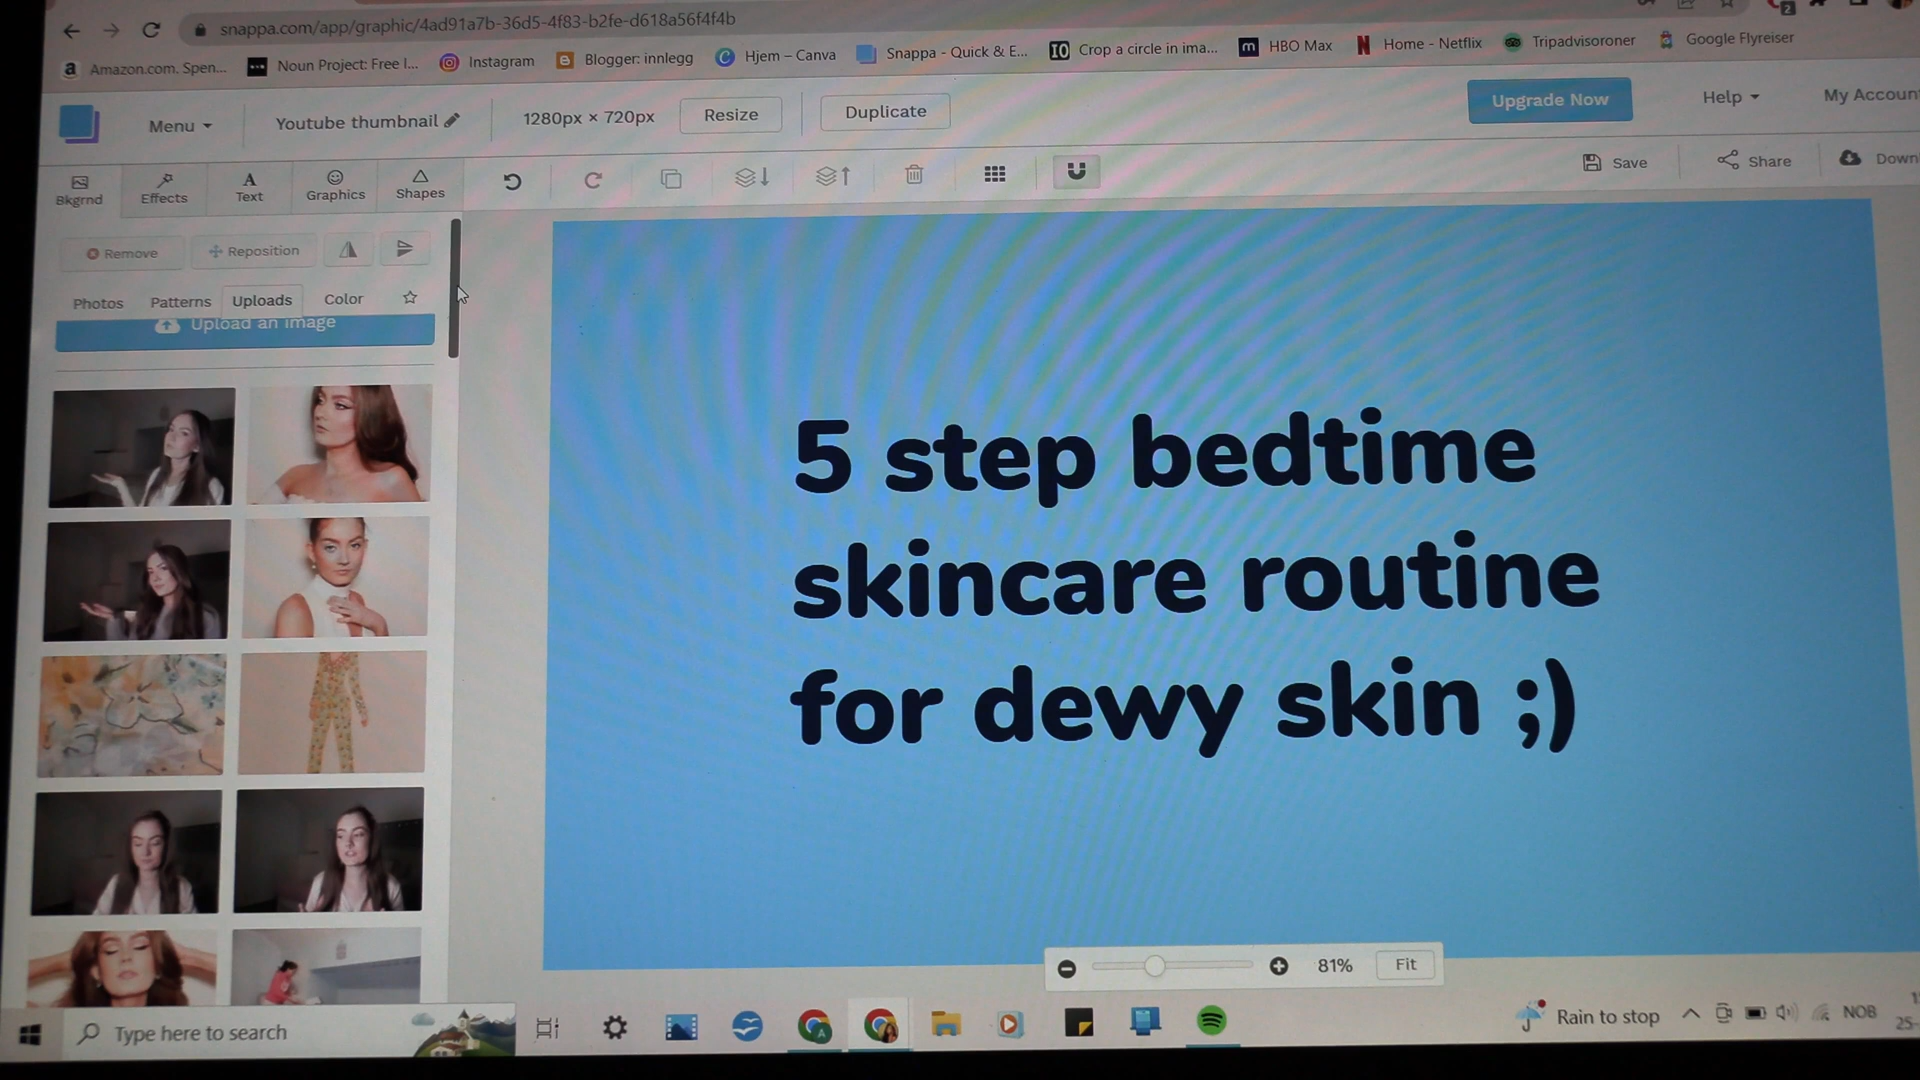 snappa.com/app/graphic/4ad91a7b-36d5-4f83-b2fe-d618a56f4f4b
Amazon.com. Spen... Noun Project: Free I... Instagram Blogger: innlegg Hjem – Canva Snappa - Quick & E... Crop a circle in ima... HBO Max Home - Netflix Tripadvisoroner Google Flyreiser
Menu Youtube thumbnail 1280px × 720px Resize Duplicate Upgrade Now Help My Accoun
Bkgrnd Effects Text Graphics Shapes Save Share Down
Remove Reposition
Photos Patterns Uploads Color
Upload an image
5 step bedtime
skincare routine
for dewy skin ;)
81% Fit
Type here to search Rain to stop NOB
25-